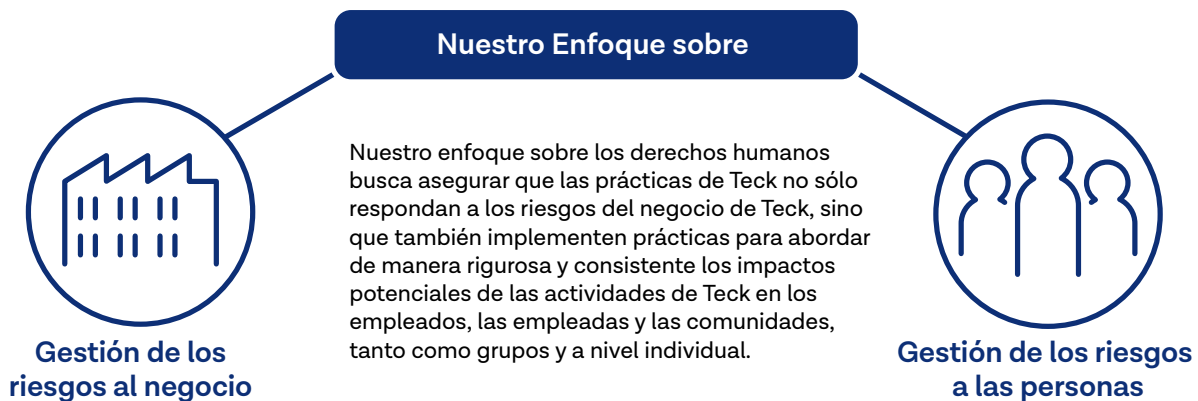 Nuestro Enfoque sobre
Nuestro enfoque sobre los derechos humanos
busca asegurar que las prácticas de Teck no sólo
respondan a los riesgos del negocio de Teck, sino
que también implementen prácticas para abordar
de manera rigurosa y consistente los impactos
potenciales de las actividades de Teck en los
empleados, las empleadas y las comunidades,
tanto como grupos y a nivel individual.
Gestión de los
riesgos al negocio
Gestión de los riesgos
a las personas